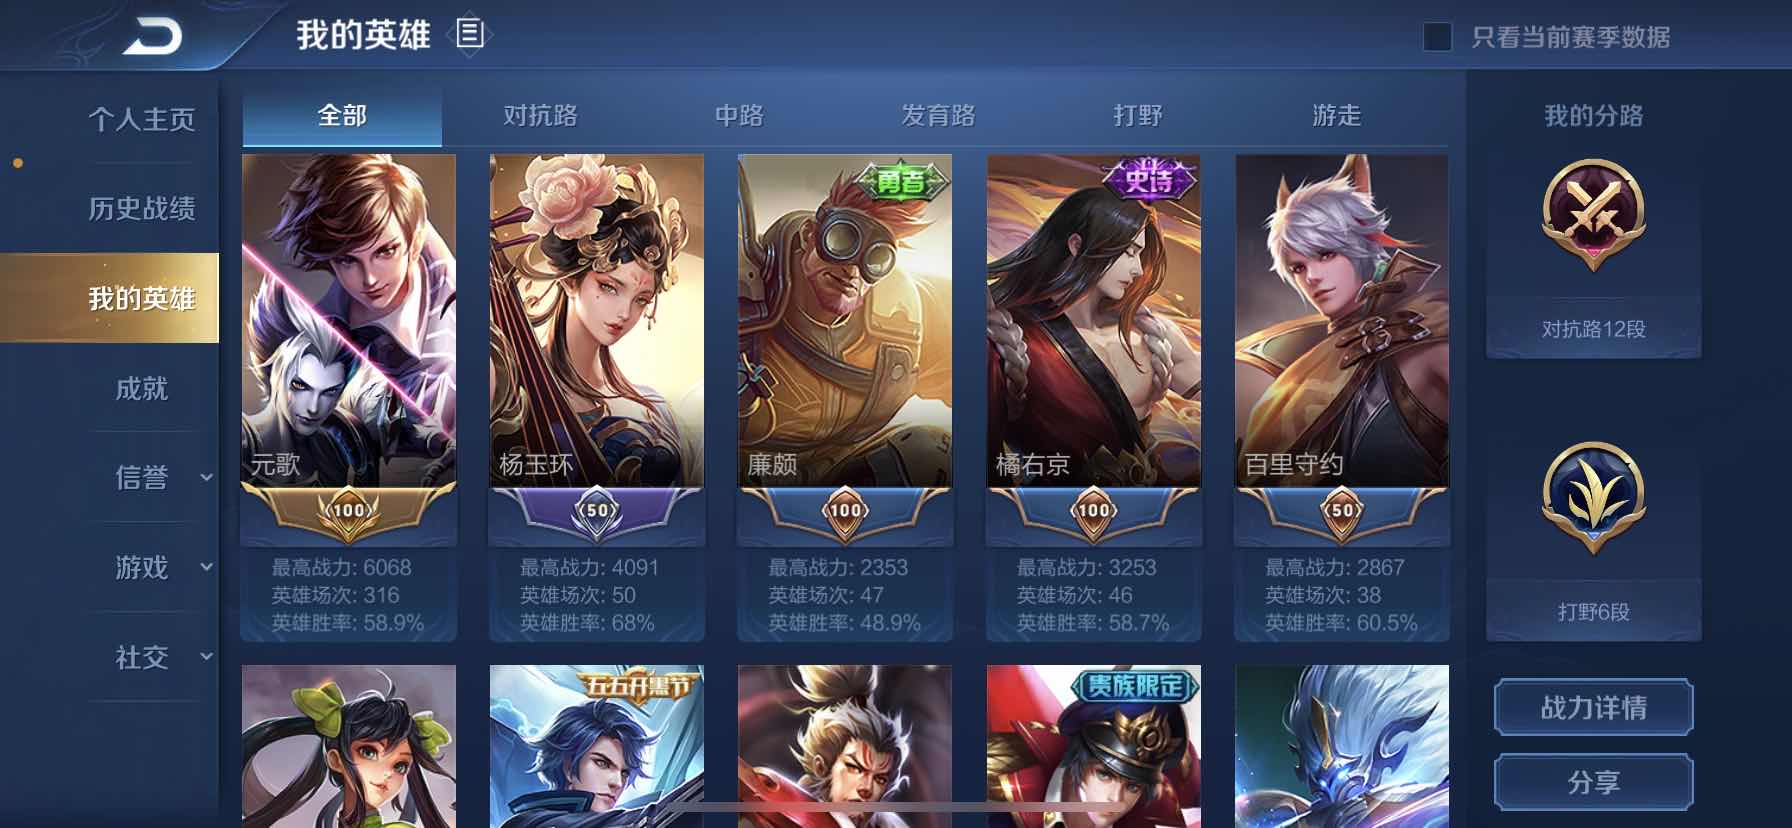 我的英雄
只看当前赛季数据
个人主页
历史战绩
我的英雄
成就
信誉
游戏
社交
全部
对抗路
中路
发育路
打野
游走
元歌
100
最高战力: 6068
英雄场次: 316
英雄胜率: 58.9%
杨玉环
50
最高战力: 4091
英雄场次: 50
英雄胜率: 68%
勇者
廉颇
100
最高战力: 2353
英雄场次: 47
英雄胜率: 48.9%
史诗
橘右京
100
最高战力: 3253
英雄场次: 46
英雄胜率: 58.7%
百里守约
50
最高战力: 2867
英雄场次: 38
英雄胜率: 60.5%
五五开黑节
贵族限定
我的分路
对抗路12段
打野6段
战力详情
分享